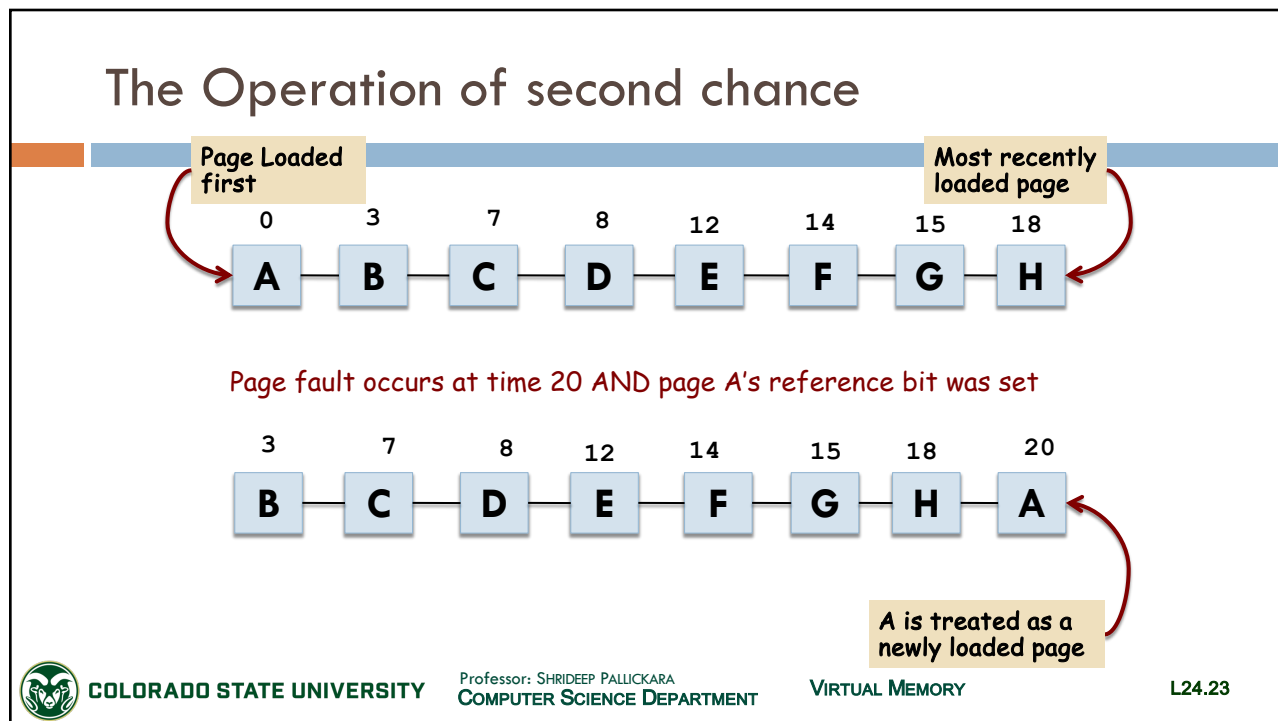 The Operation of second chance
Page Loaded
first
Most recently
loaded page
0 3 7 8 12 14 15 18
A B C D E F G H
Page fault occurs at time 20 AND page A's reference bit was set
3 7 8 12 14 15 18 20
B C D E F G H A
A is treated as a
newly loaded page
COLORADO STATE UNIVERSITY
Professor: SHRIDEEP PALLICKARA
COMPUTER SCIENCE DEPARTMENT
VIRTUAL MEMORY
L24.23